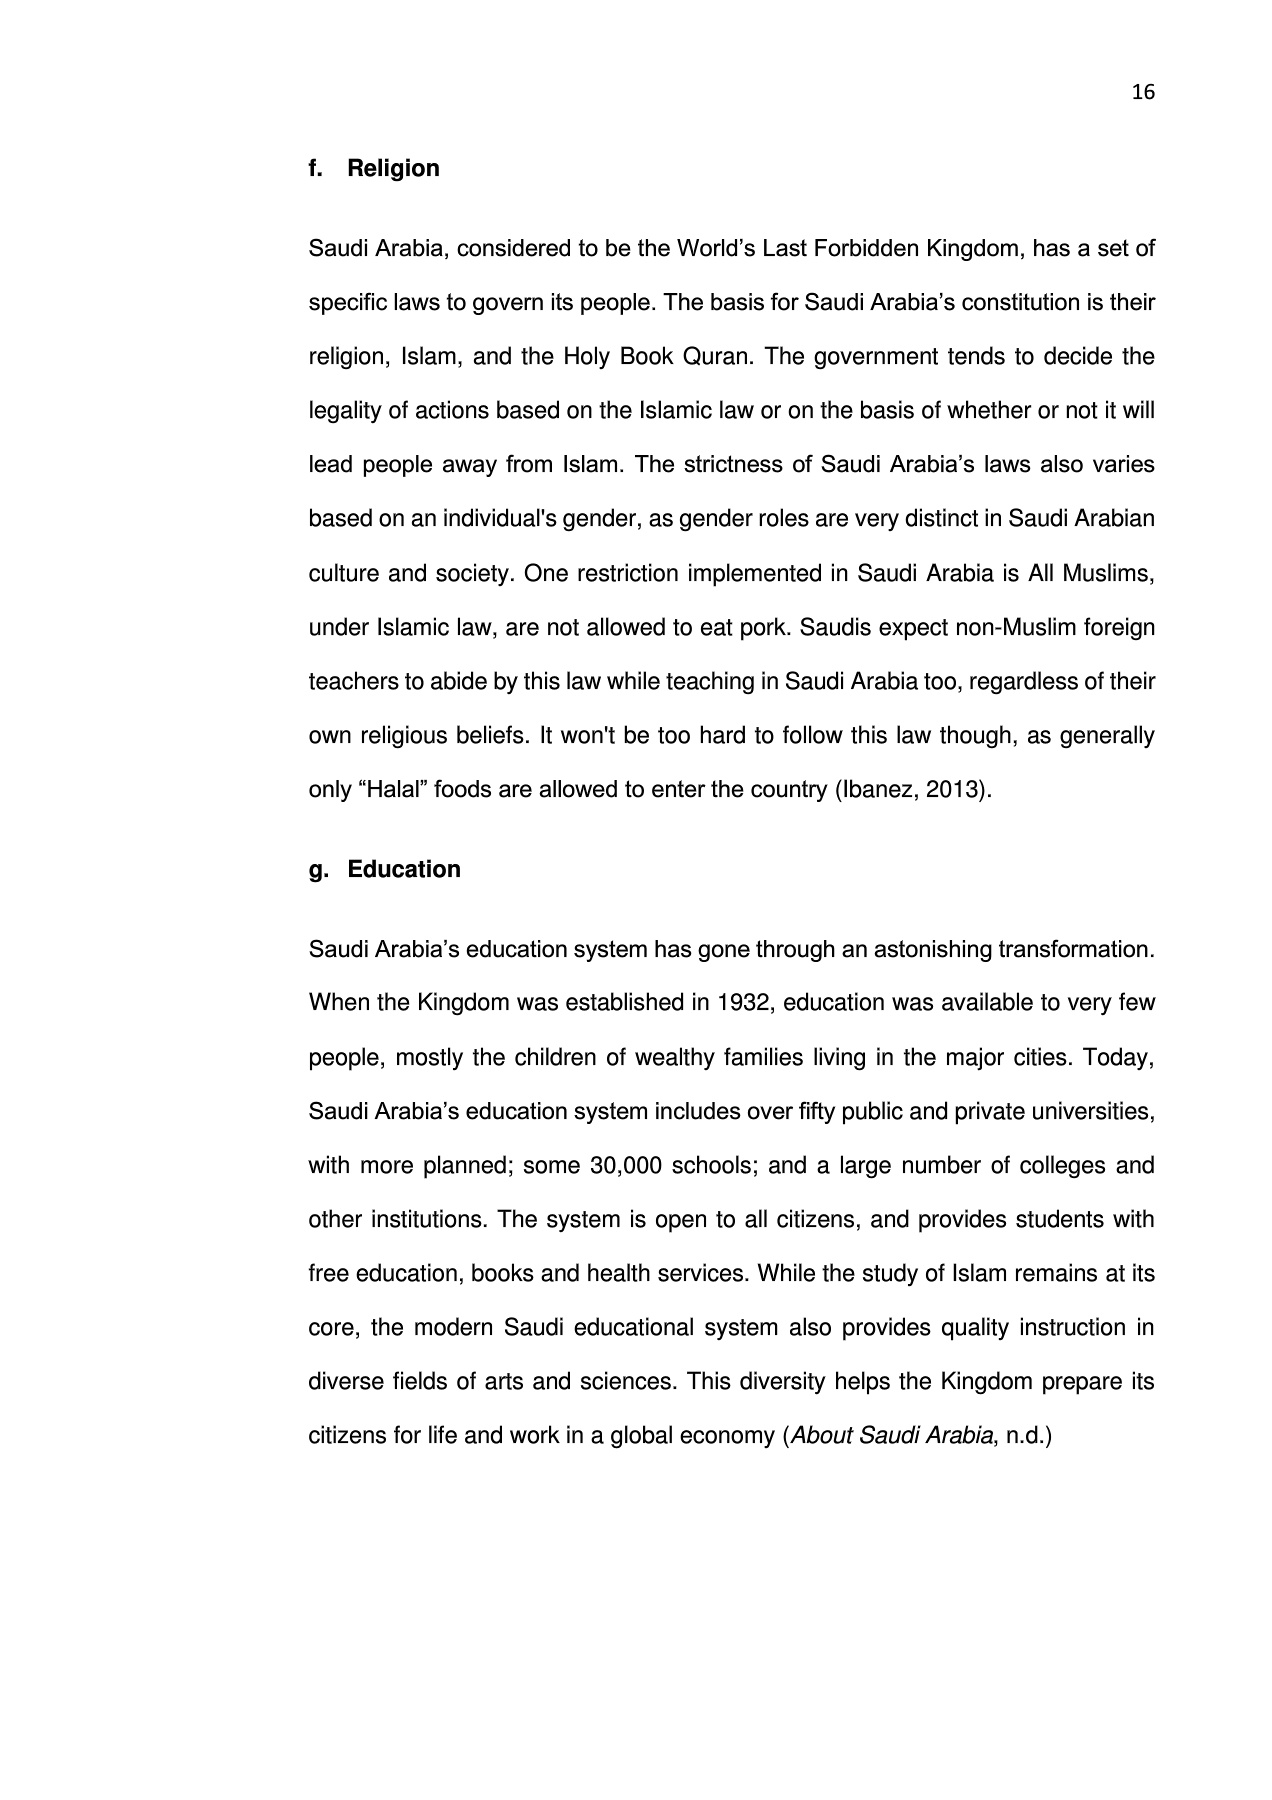 16
f. Religion
Saudi Arabia, considered to be the World’s Last Forbidden Kingdom, has a set of
specific laws to govern its people. The basis for Saudi Arabia’s constitution is their
religion, Islam, and the Holy Book Quran. The government tends to decide the
legality of actions based on the Islamic law or on the basis of whether or not it will
lead people away from Islam. The strictness of Saudi Arabia’s laws also varies
based on an individual's gender, as gender roles are very distinct in Saudi Arabian
culture and society. One restriction implemented in Saudi Arabia is All Muslims,
under Islamic law, are not allowed to eat pork. Saudis expect non-Muslim foreign
teachers to abide by this law while teaching in Saudi Arabia too, regardless of their
own religious beliefs. It won't be too hard to follow this law though, as generally
only “Halal” foods are allowed to enter the country (Ibanez, 2013).
g. Education
Saudi Arabia’s education system has gone through an astonishing transformation.
When the Kingdom was established in 1932, education was available to very few
people, mostly the children of wealthy families living in the major cities. Today,
Saudi Arabia’s education system includes over fifty public and private universities,
with more planned; some 30,000 schools; and a large number of colleges and
other institutions. The system is open to all citizens, and provides students with
free education, books and health services. While the study of Islam remains at its
core, the modern Saudi educational system also provides quality instruction in
diverse fields of arts and sciences. This diversity helps the Kingdom prepare its
citizens for life and work in a global economy (About Saudi Arabia, n.d.)